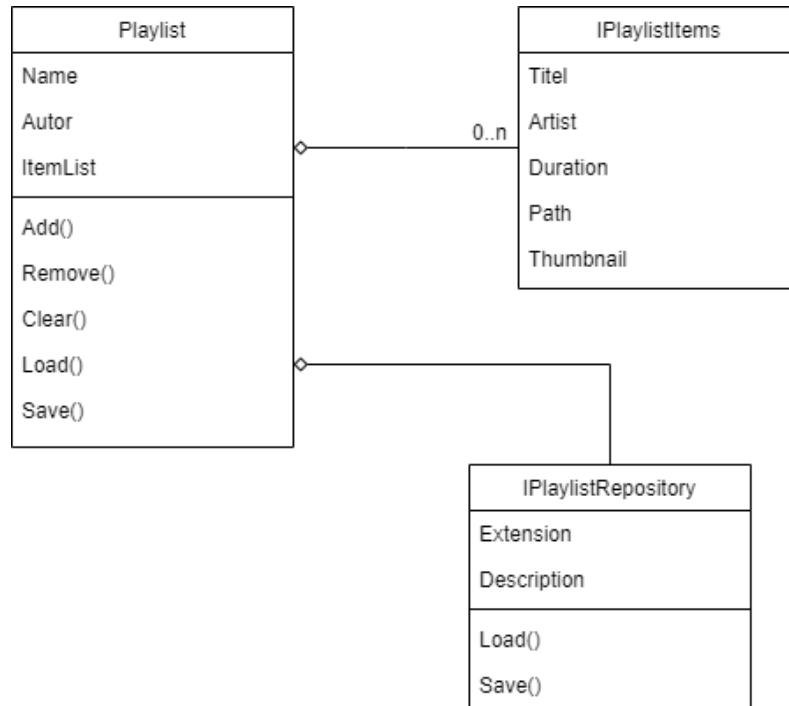 Playlist
Name
Autor
ItemList
Add()
Remove()
Clear()
Load()
Save()
0..n
IPlaylistItems
Titel
Artist
Duration
Path
Thumbnail
IPlaylistRepository
Extension
Description
Load()
Save()